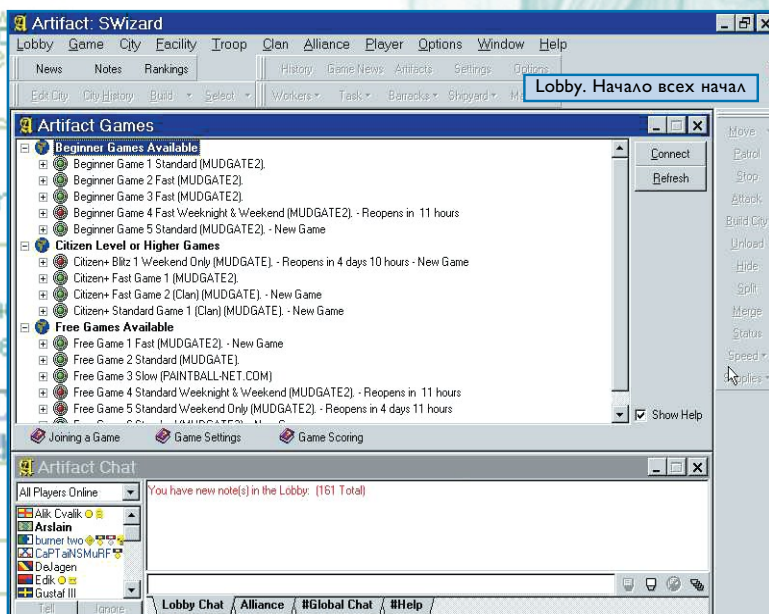 Artifact: SWizard
Lobby Game City Facility Troop Clan Alliance Player Options Window Help
News Notes Rankings History Game News Artifacts Settings Options
Edit City City History Build Select Workers Task Barracks Shipyard
Lobby. Начало всех начал
Artifact Games
Beginner Games Available
Beginner Game 1 Standard (MUDGATE2).
Beginner Game 2 Fast (MUDGATE2).
Beginner Game 3 Fast (MUDGATE2).
Beginner Game 4 Fast Weeknight & Weekend (MUDGATE2). - Reopens in 11 hours
Beginner Game 5 Standard (MUDGATE2). - New Game
Citizen Level or Higher Games
Citizen+ Blitz 1 Weekend Only (MUDGATE). - Reopens in 4 days 10 hours - New Game
Citizen+ Fast Game 1 (MUDGATE2).
Citizen+ Fast Game 2 (Clan) (MUDGATE). - New Game
Citizen+ Standard Game 1 (Clan) (MUDGATE). - New Game
Free Games Available
Free Game 1 Fast (MUDGATE2). - New Game
Free Game 2 Standard (MUDGATE).
Free Game 3 Slow (PAINTBALL-NET.COM)
Free Game 4 Standard Weeknight & Weekend (MUDGATE2). - Reopens in 11 hours
Free Game 5 Standard Weekend Only (MUDGATE2). - Reopens in 4 days 11 hours
Connect
Refresh
Show Help
Joining a Game Game Settings Game Scoring
Move
Patrol
Stop
Attack
Build City
Unload
Hide
Split
Merge
Status
Speed
Supplies
Artifact Chat
All Players Online
You have new note(s) in the Lobby: (161 Total)
Alik Cvalik
Arslain
burner two
CaPTaiNSMuRF
DeJagen
Edik
Gustaf III
Tell Ignore
Lobby Chat Alliance #Global Chat #Help